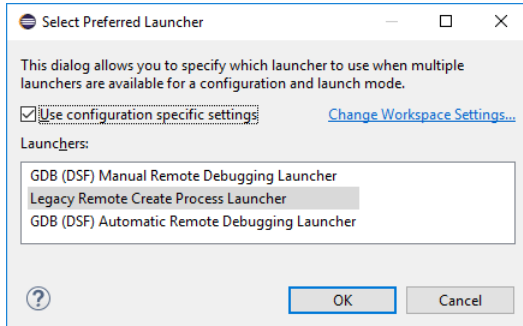 Select Preferred Launcher
This dialog allows you to specify which launcher to use when multiple
launchers are available for a configuration and launch mode.
Use configuration specific settings
Change Workspace Settings...
Launchers:
GDB (DSF) Manual Remote Debugging Launcher
Legacy Remote Create Process Launcher
GDB (DSF) Automatic Remote Debugging Launcher
?
OK
Cancel